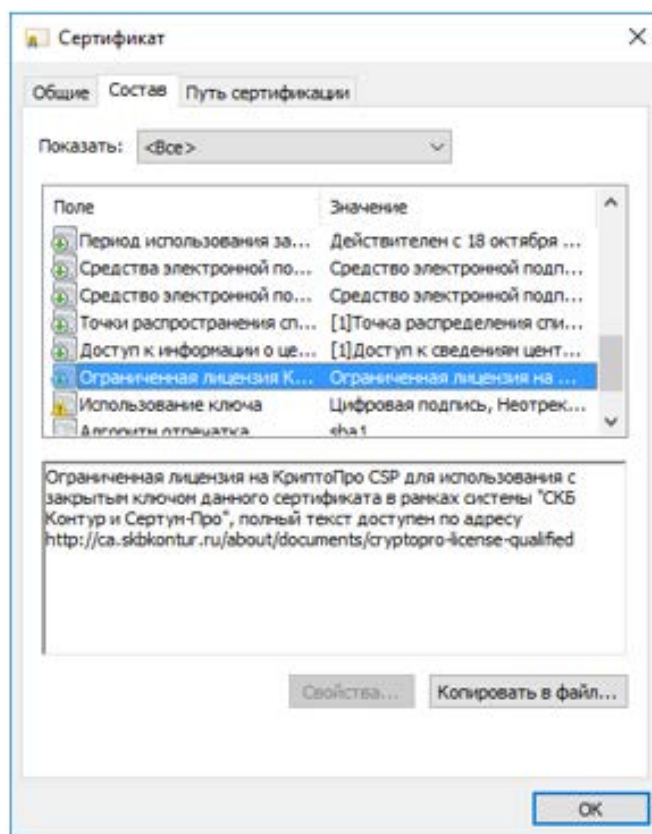 Сертификат
Общие Состав Путь сертификации
Показать: <Все>
Поле Значение
Период использования за... Действителен с 18 октября ...
Средства электронной по... Средство электронной подп...
Средства электронной по... Средство электронной подп...
Точки распространения сп... [1]Точка распределения спи...
Доступ к информации о це... [1]Доступ к сведениям цент...
Ограниченная лицензия К... Ограниченная лицензия на ...
Использование ключа Цифровая подпись, Неотрек...
Алгоритм отпечатка sha1
Ограниченная лицензия на КриптоПро CSP для использования с
закрытым ключом данного сертификата в рамках системы "СКБ
Контур и Сертум-Про", полный текст доступен по адресу
http://ca.skbkontur.ru/about/documents/cryptopro-license-qualified
Свойства... Копировать в файл...
ОК